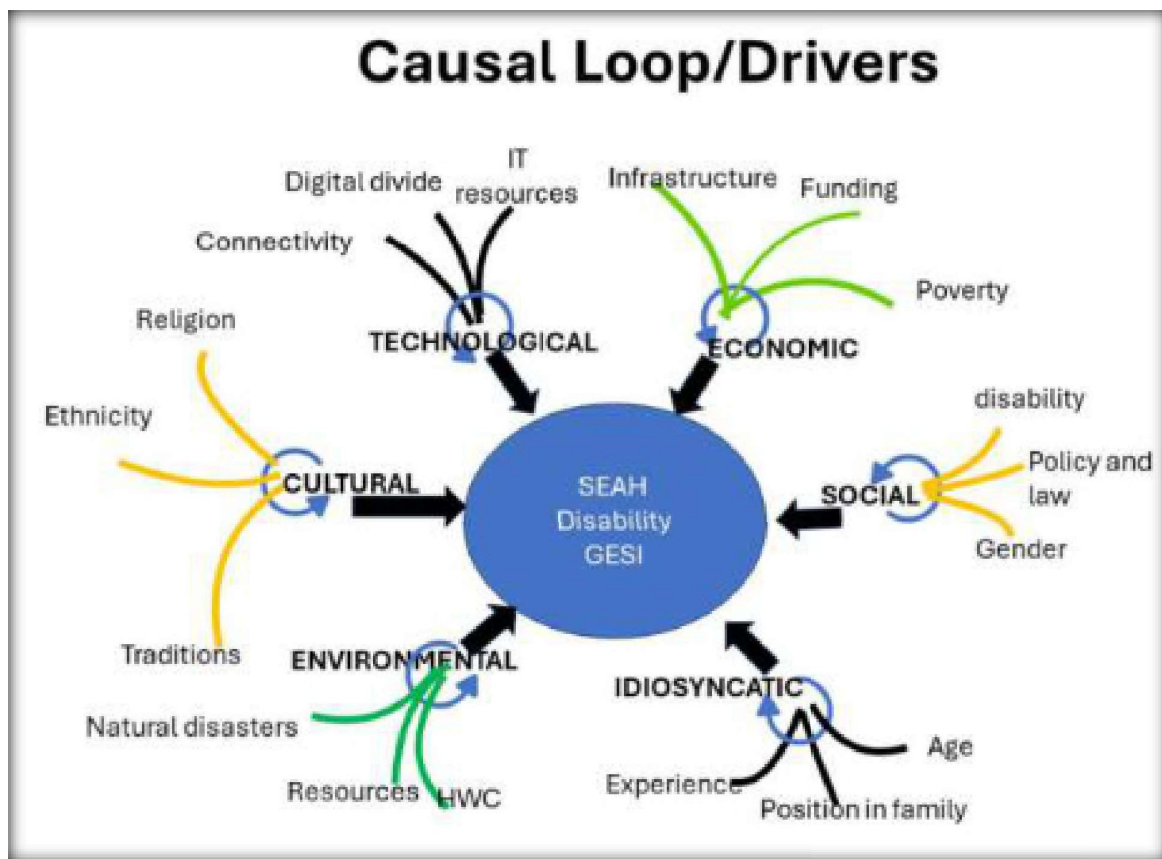 Causal Loop/Drivers
IT
resources
Digital divide
Connectivity
TECHNOLOGICAL
Infrastructure
Funding
Poverty
ECONOMIC
Religion
Ethnicity
CULTURAL
Traditions
SEAH
Disability
GESI
disability
Policy and
law
SOCIAL
Gender
ENVIRONMENTAL
Natural disasters
Resources
HWC
IDIOSYNCATIC
Age
Experience
Position in family